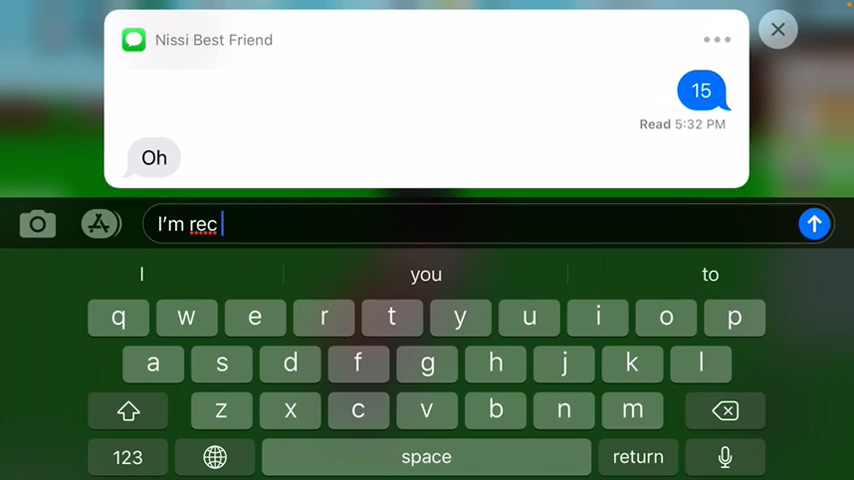 Nissi Best Friend
15
Read 5:32 PM
Oh
I'm rec
I you to
q w e r t y u i o p
a s d f g h j k l
z x c v b n m
123 space return